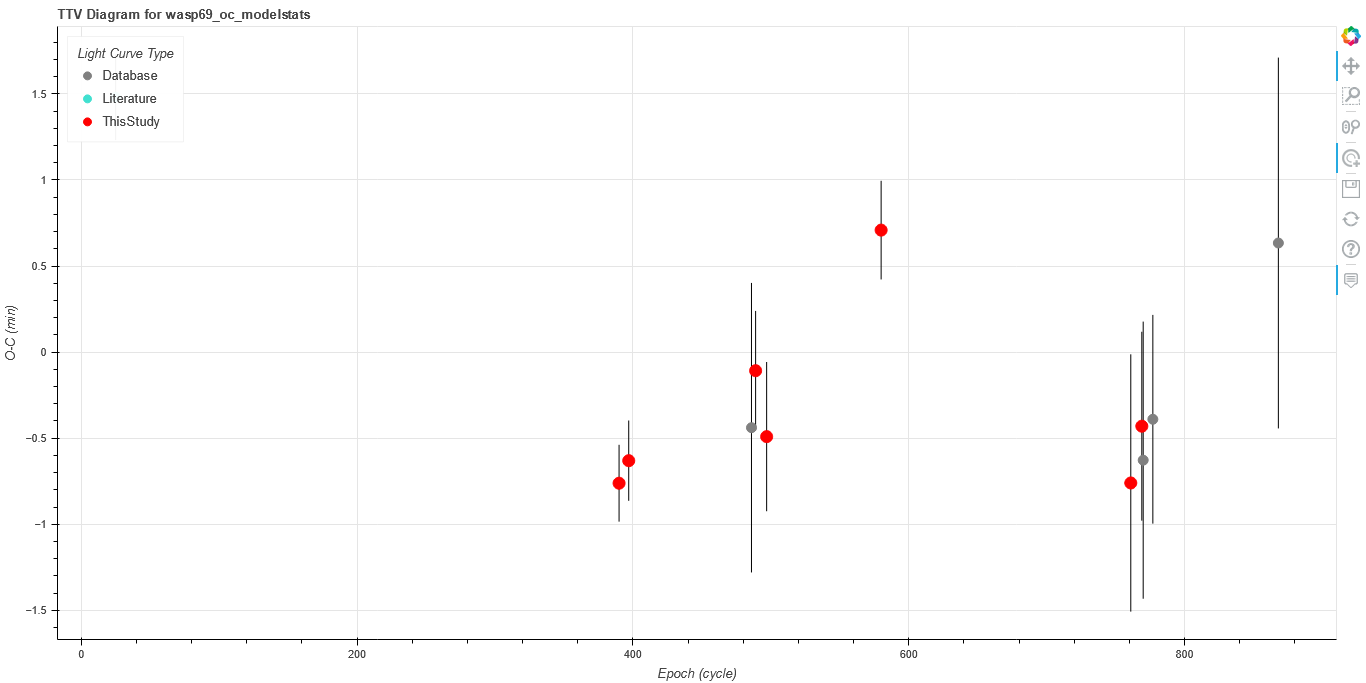 TTV Diagram for wasp69_oc_modelstats
Light Curve Type
Database
Literature
ThisStudy
1.5
1
0.5
0
−0.5
−1
−1.5
O-C (min)
0 200 400 600 800
Epoch (cycle)